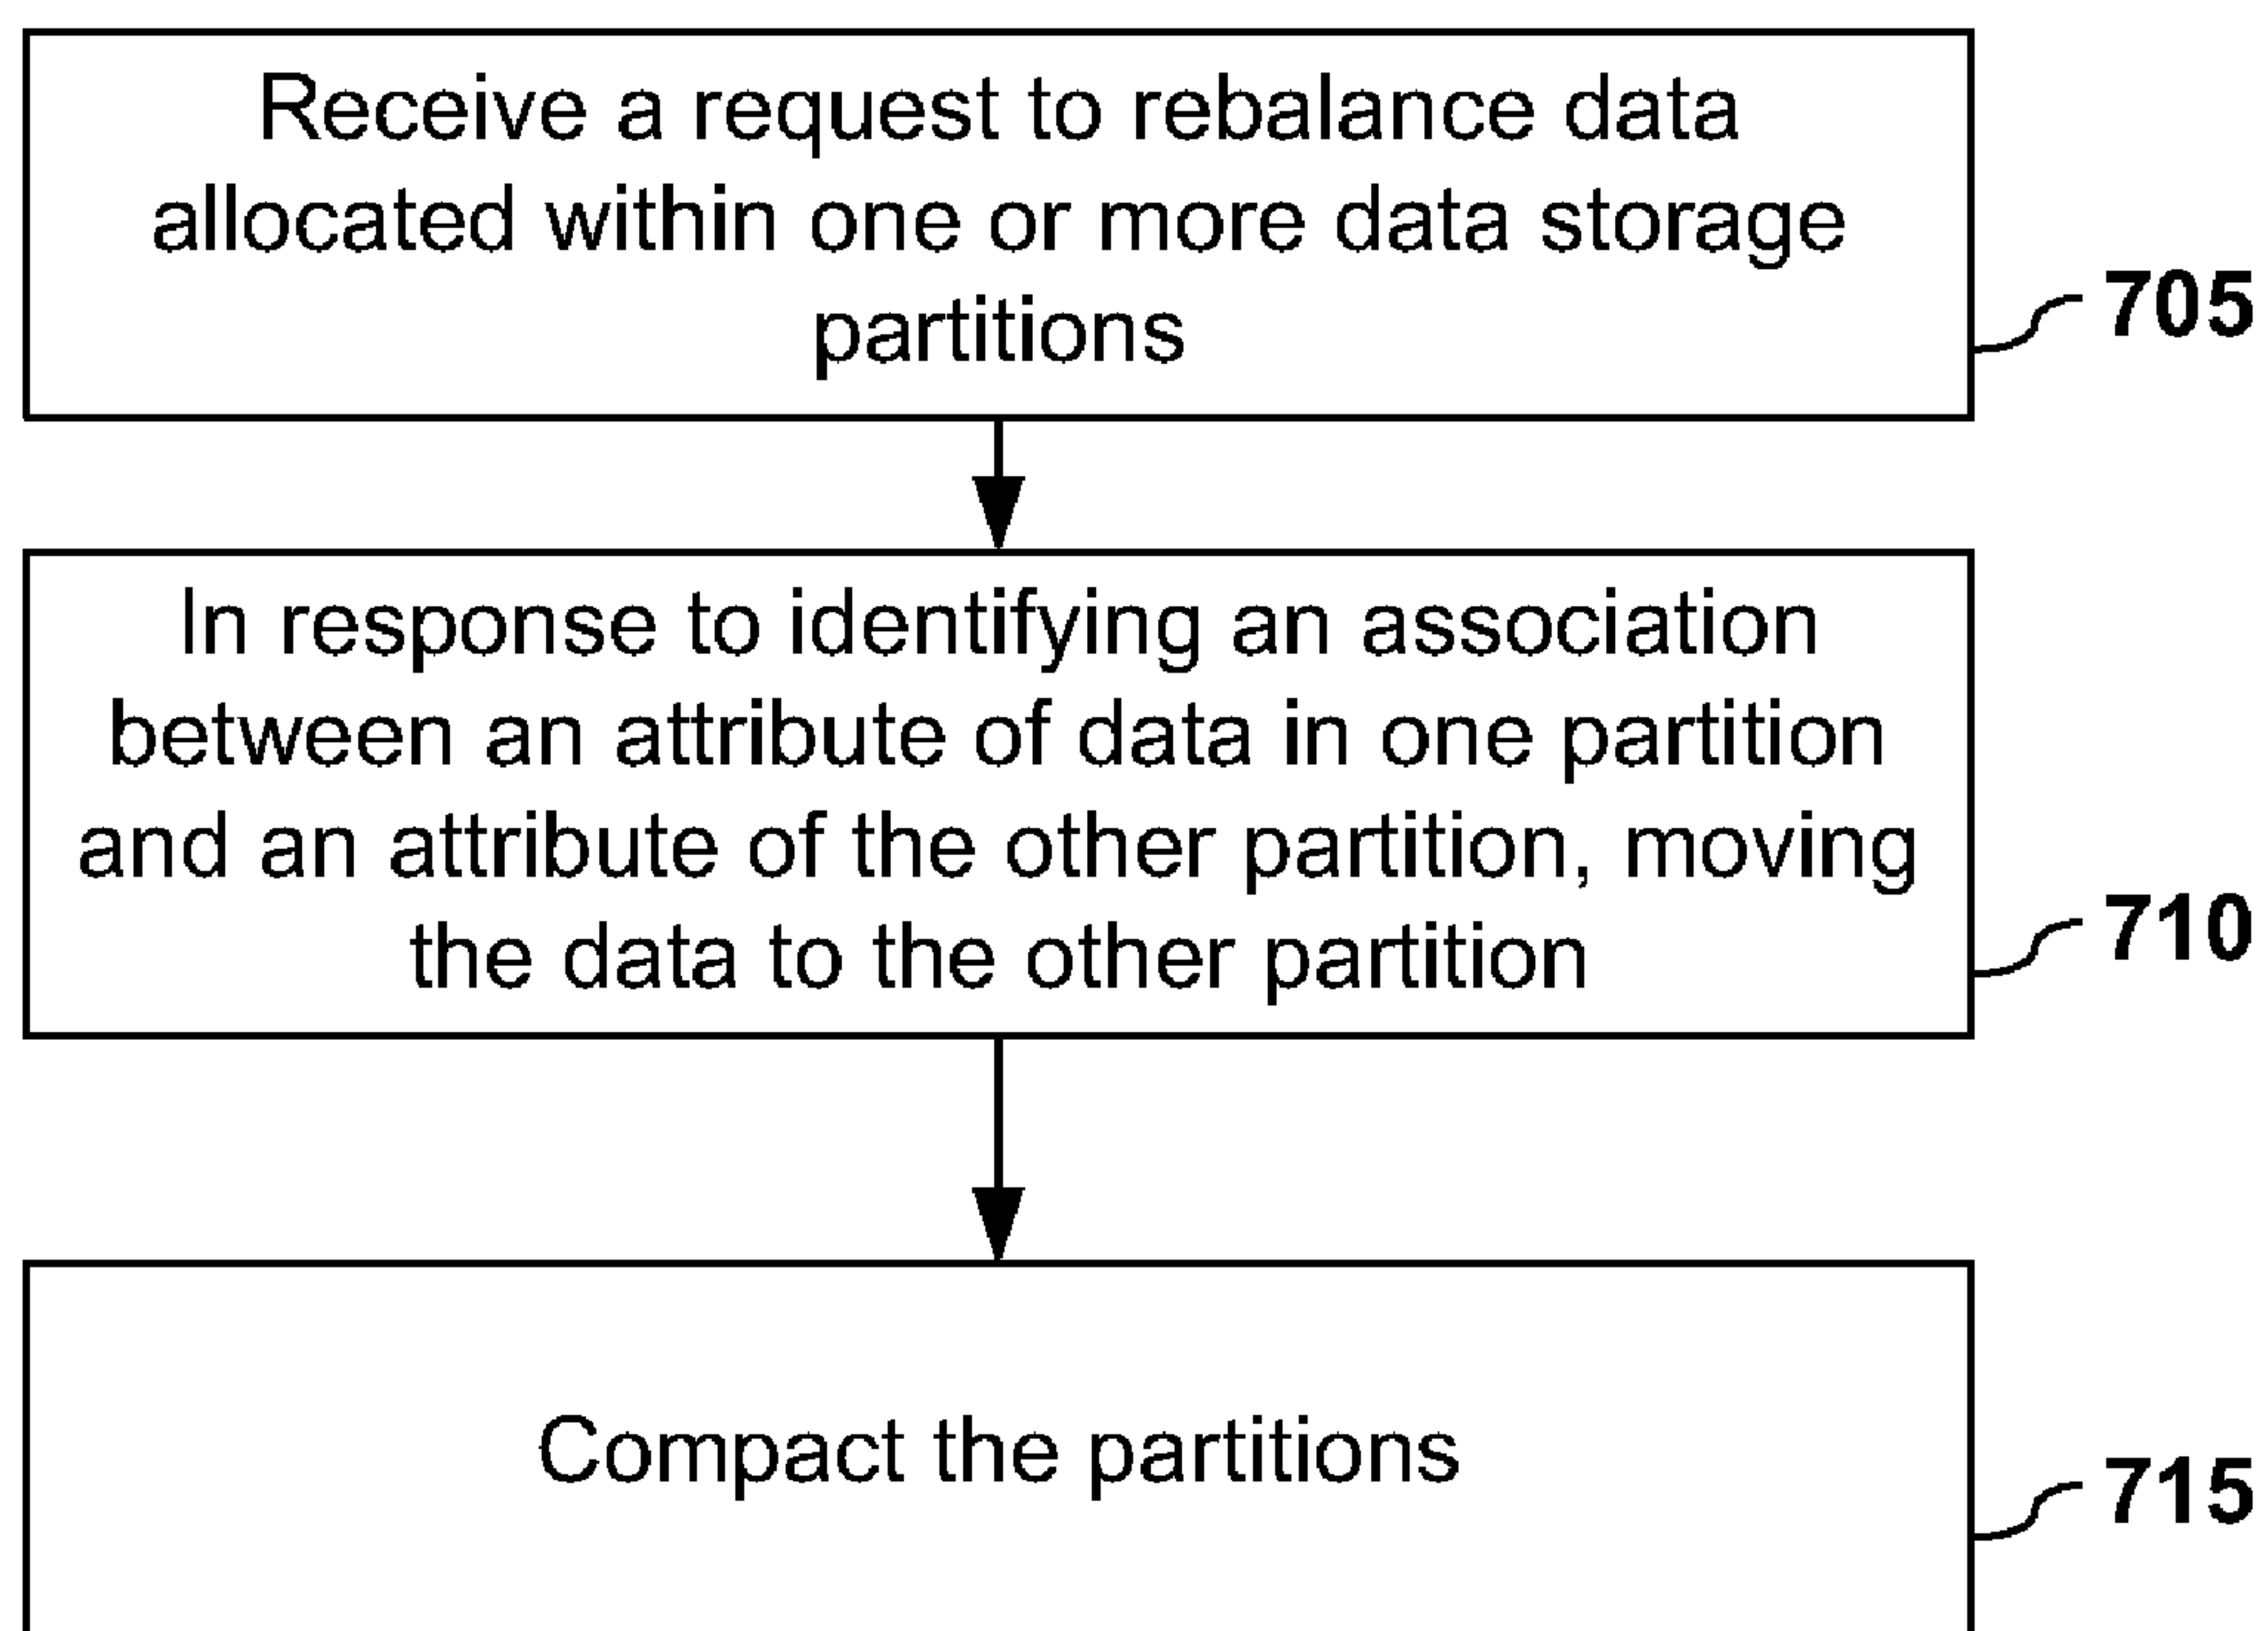 Receive a request to rebalance data
allocated within one or more data storage
partitions
705
In response to identifying an association
between an attribute of data in one partition
and an attribute of the other partition, moving
the data to the other partition
710
Compact the partitions
715